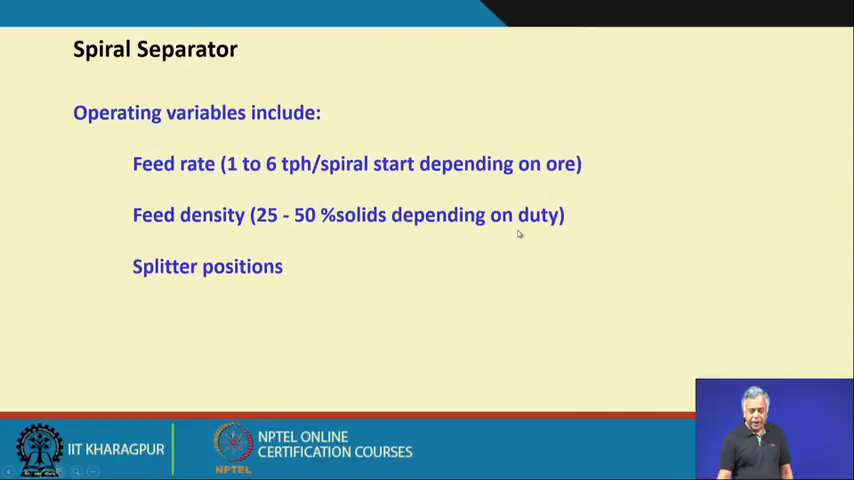 Spiral Separator
Operating variables include:
Feed rate (1 to 6 tph/spiral start depending on ore)
Feed density (25 - 50 %solids depending on duty)
Splitter positions
IIT KHARAGPUR
NPTEL
NPTEL ONLINE
CERTIFICATION COURSES